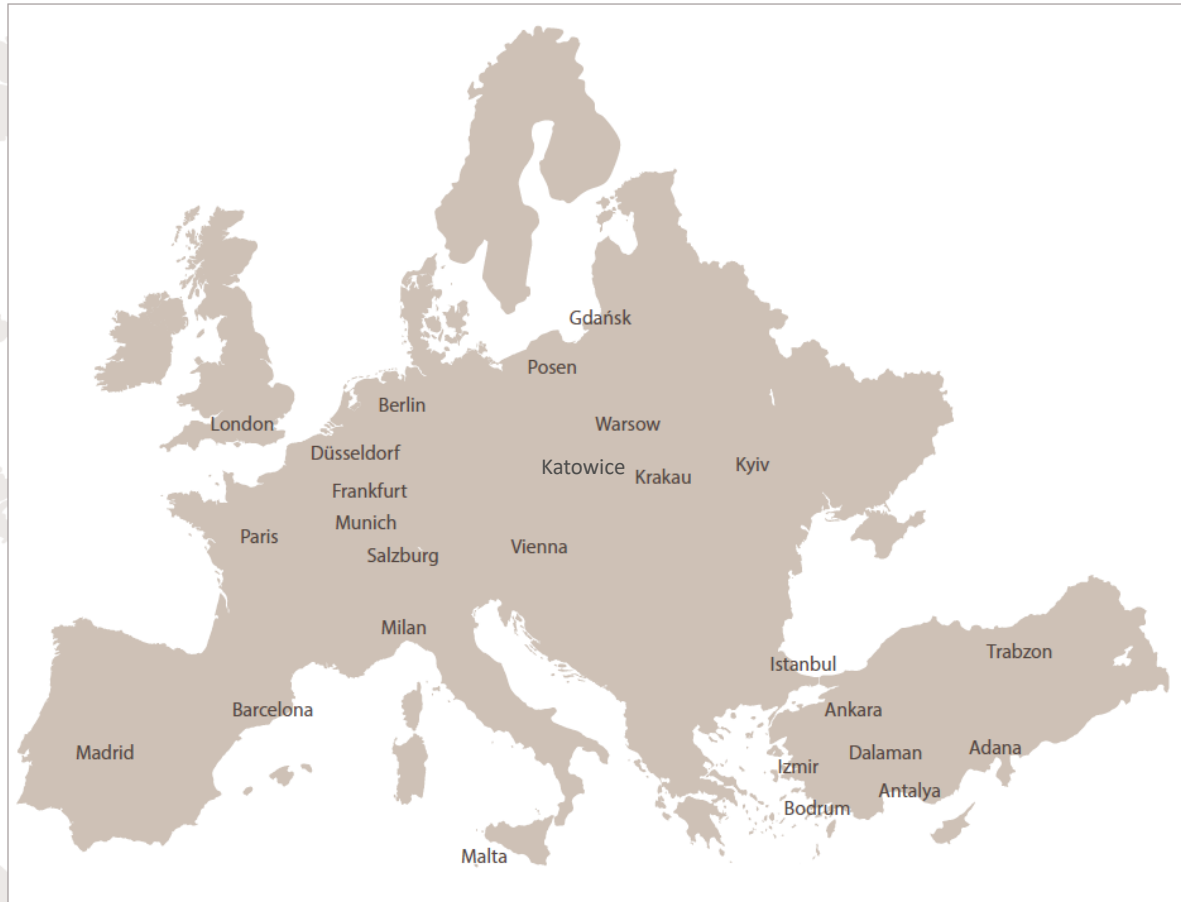 Gdańsk
Posen
Berlin
London
Warsow
Düsseldorf
Katowice
Kyiv
Krakau
Frankfurt
Munich
Paris
Vienna
Salzburg
Milan
Trabzon
Istanbul
Barcelona
Ankara
Madrid
Dalaman
Adana
Izmir
Antalya
Bodrum
Malta